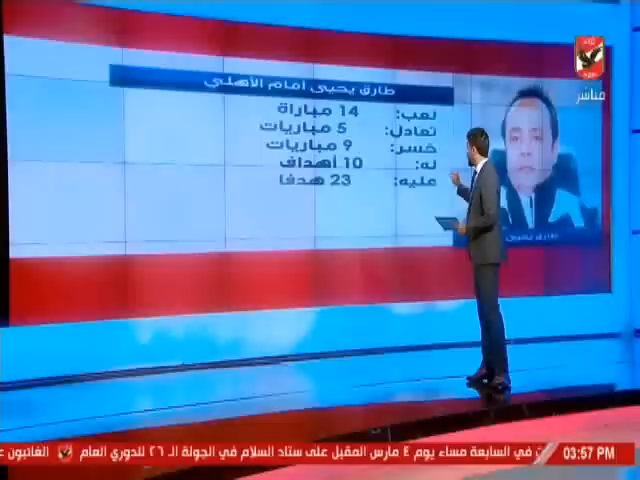 مباشر
طارق يحيى أمام الأهلي
لعب: 14 مباراة
تعادل: 5 مباريات
خسر: 9 مباريات
له: 10 أهداف
عليه: 23 هدفا
طارق يحيى
03:57 PM
في السابعة مساء يوم ٤ مارس المقبل على ستاد السلام في الجولة الـ ٢٦ للدوري العام
الغائبون